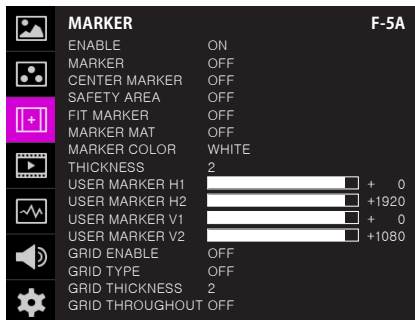 MARKER F-5A
ENABLE ON
MARKER OFF
CENTER MARKER OFF
SAFETY AREA OFF
FIT MARKER OFF
MARKER MAT OFF
MARKER COLOR WHITE
THICKNESS 2
USER MARKER H1 + 0
USER MARKER H2 +1920
USER MARKER V1 + 0
USER MARKER V2 +1080
GRID ENABLE OFF
GRID TYPE OFF
GRID THICKNESS 2
GRID THROUGHOUT OFF